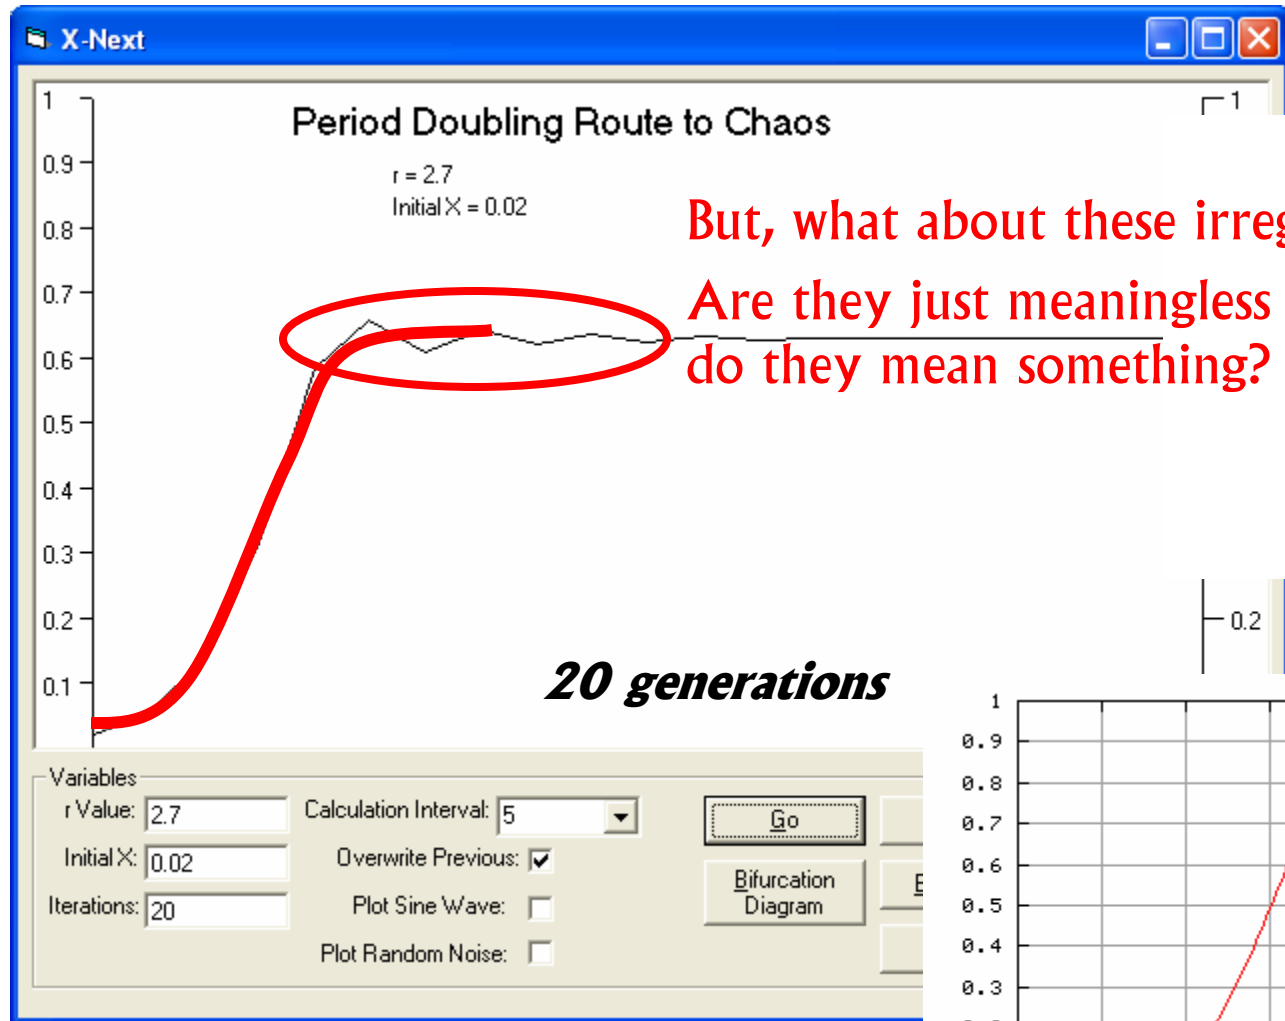 X-Next
Period Doubling Route to Chaos
r = 2.7
Initial X = 0.02
1
0.9
0.8
0.7
0.6
0.5
0.4
0.3
0.2
0.1
1
0.2
But, what about these
Are they just meaningless
do they mean something?
20 generations
Variables
r Value: 2.7
Initial X: 0.02
Iterations: 20
Calculation Interval: 5
Overwrite Previous:
Plot Sine Wave:
Plot Random Noise:
Go
Bifurcation
Diagram
1
0.9
0.8
0.7
0.6
0.5
0.4
0.3